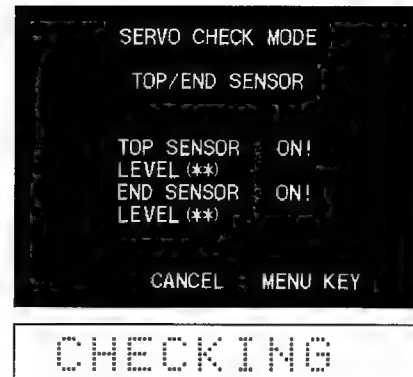 SERVO CHECK MODE
TOP/END SENSOR
TOP SENSOR ON!
LEVEL (**)
END SENSOR ON!
LEVEL (**)
CANCEL : MENU KEY
CHECKING